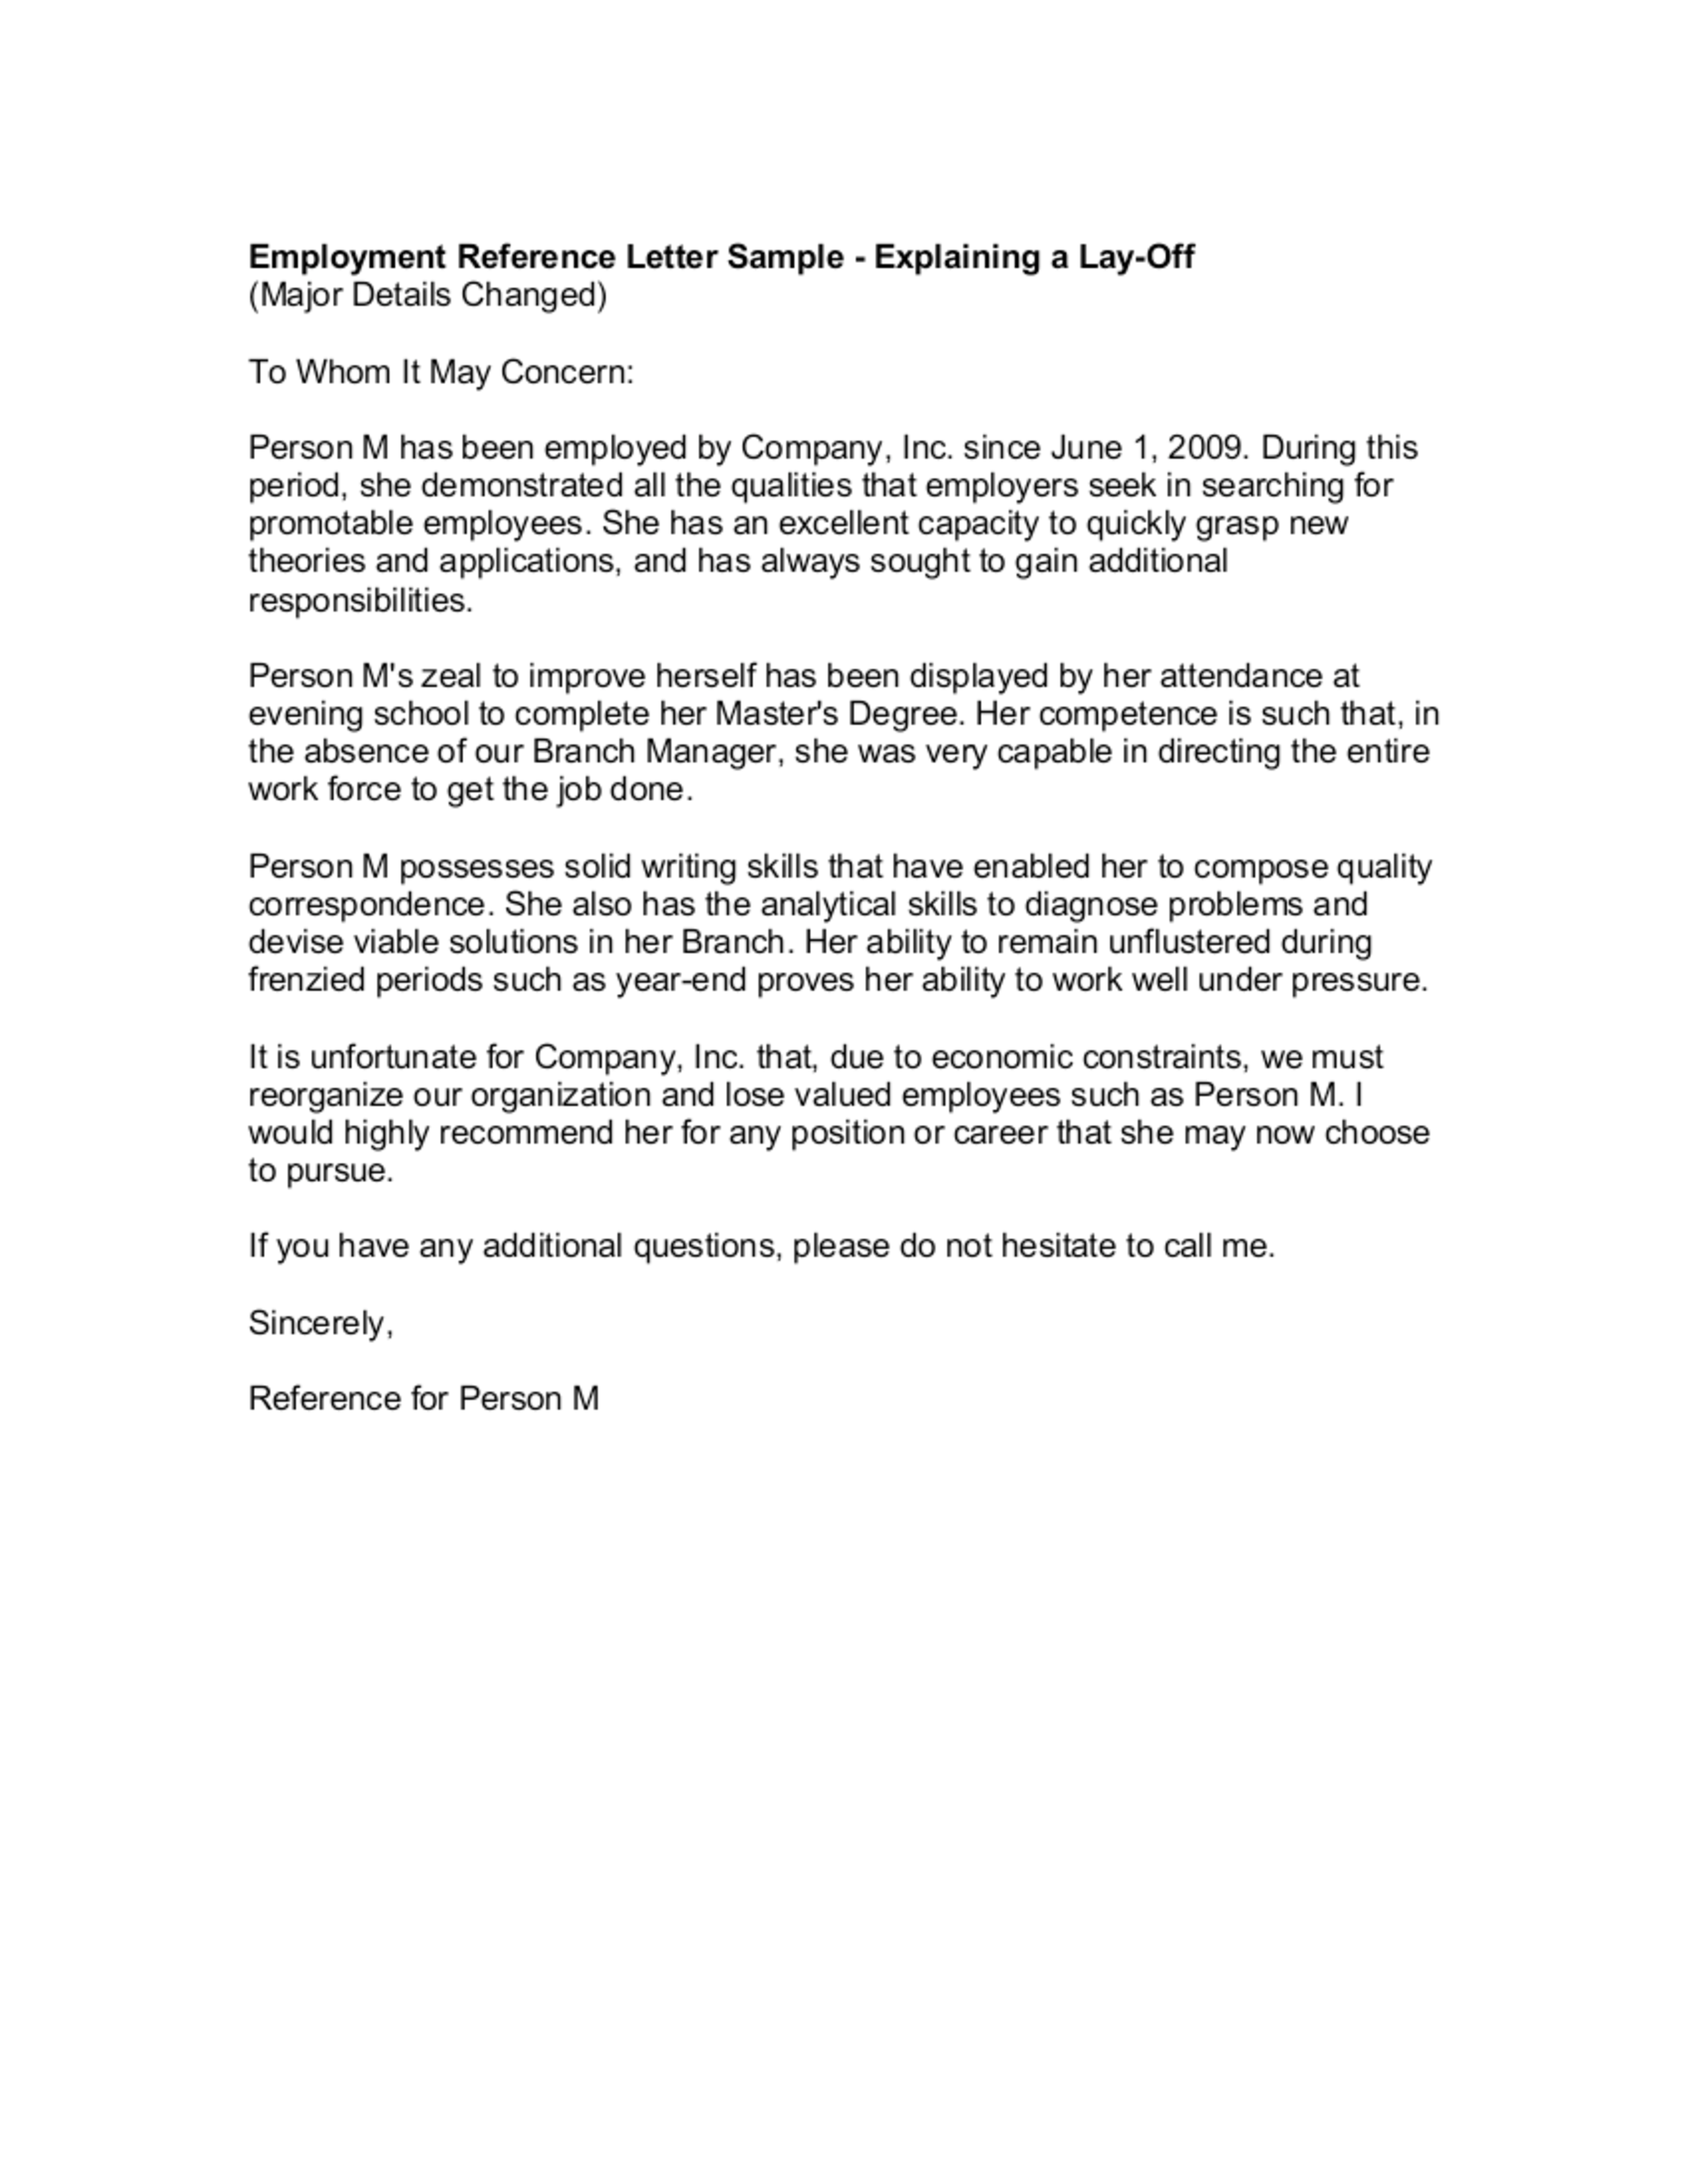 Employment Reference Letter Sample - Explaining a Lay-Off
(Major Details Changed)
To Whom It May Concern:
Person M has been employed by Company, Inc. since June 1, 2009. During this
period, she demonstrated all the qualities that employers seek in searching for
promotable employees. She has an excellent capacity to quickly grasp new
theories and applications, and has always sought to gain additional
responsibilities.
Person M's zeal to improve herself has been displayed by her attendance at
evening school to complete her Master's Degree. Her competence is such that, in
the absence of our Branch Manager, she was very capable in directing the entire
work force to get the job done.
Person M possesses solid writing skills that have enabled her to compose quality
correspondence. She also has the analytical skills to diagnose problems and
devise viable solutions in her Branch. Her ability to remain unflustered during
frenzied periods such as year-end proves her ability to work well under pressure.
It is unfortunate for Company, Inc. that, due to economic constraints, we must
reorganize our organization and lose valued employees such as Person M. I
would highly recommend her for any position or career that she may now choose
to pursue.
If you have any additional questions, please do not hesitate to call me.
Sincerely,
Reference for Person M